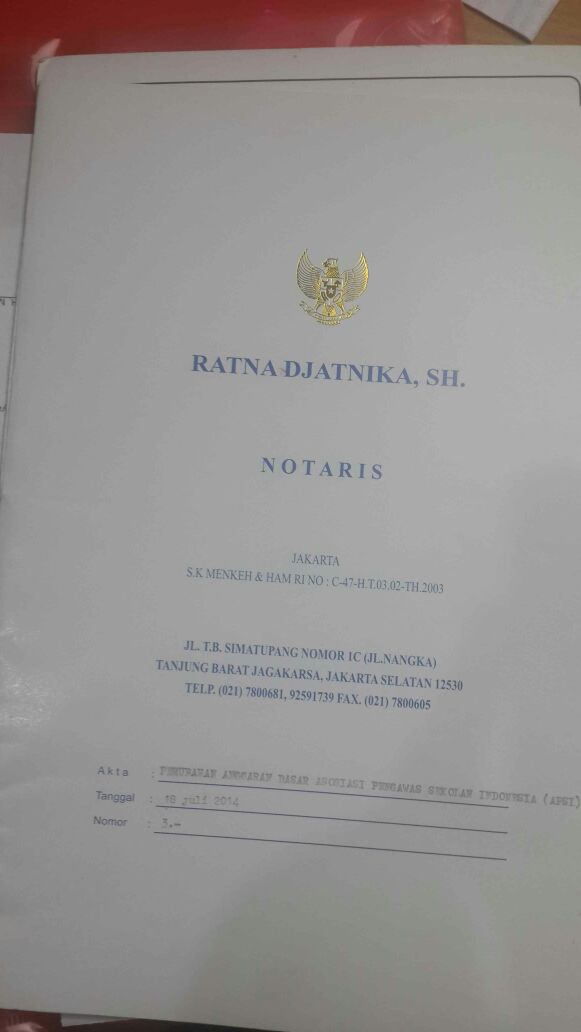 RATNA DJATNIKA, SH.
NOTARIS
JAKARTA
S.K MENKEH & HAM RI NO : C-47-H.T.03.02-TH.2003
JL. T.B. SIMATUPANG NOMOR 1C (JL.NANGKA)
TANJUNG BARAT JAGAKARSA, JAKARTA SELATAN 12530
TELP. (021) 7800681, 92591739 FAX. (021) 7800605
Akta : PERUBAHAN ANGGARAN DASAR ASOSIASI PENGAWAS SEKOLAH INDONESIA (APSI)
Tanggal : 18 juli 2014
Nomor : 3.-